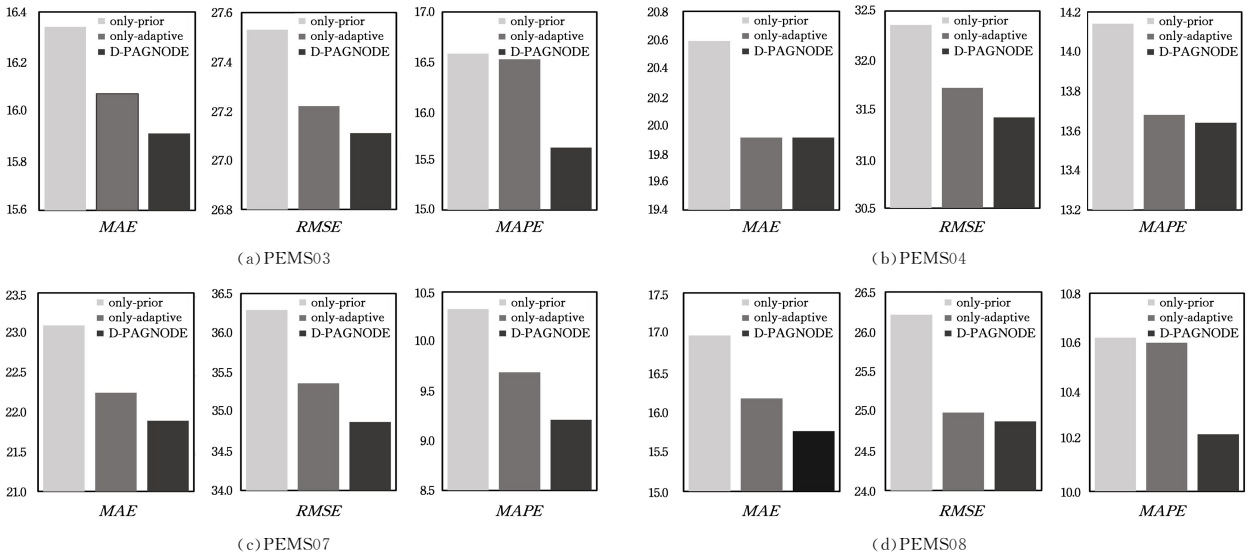 16.4
16.2
16.0
15.8
15.6
only-prior
only-adaptive
D-PAGNODE
MAE
27.6
27.4
27.2
27.0
26.8
only-prior
only-adaptive
D-PAGNODE
RMSE
17.0
16.5
16.0
15.5
15.0
only-prior
only-adaptive
D-PAGNODE
MAPE
(a)PEMS03
20.8
20.6
20.4
20.2
20.0
19.8
19.6
19.4
only-prior
only-adaptive
D-PAGNODE
MAE
32.5
32.0
31.5
31.0
30.5
only-prior
only-adaptive
D-PAGNODE
RMSE
14.2
14.0
13.8
13.6
13.4
13.2
only-prior
only-adaptive
D-PAGNODE
MAPE
(b)PEMS04
23.5
23.0
22.5
22.0
21.5
21.0
only-prior
only-adaptive
D-PAGNODE
MAE
36.5
36.0
35.5
35.0
34.5
34.0
only-prior
only-adaptive
D-PAGNODE
RMSE
10.5
10.0
9.5
9.0
8.5
only-prior
only-adaptive
D-PAGNODE
MAPE
(c)PEMS07
17.5
17.0
16.5
16.0
15.5
15.0
only-prior
only-adaptive
D-PAGNODE
MAE
26.5
26.0
25.5
25.0
24.5
24.0
only-prior
only-adaptive
D-PAGNODE
RMSE
10.8
10.6
10.4
10.2
10.0
only-prior
only-adaptive
D-PAGNODE
MAPE
(d)PEMS08